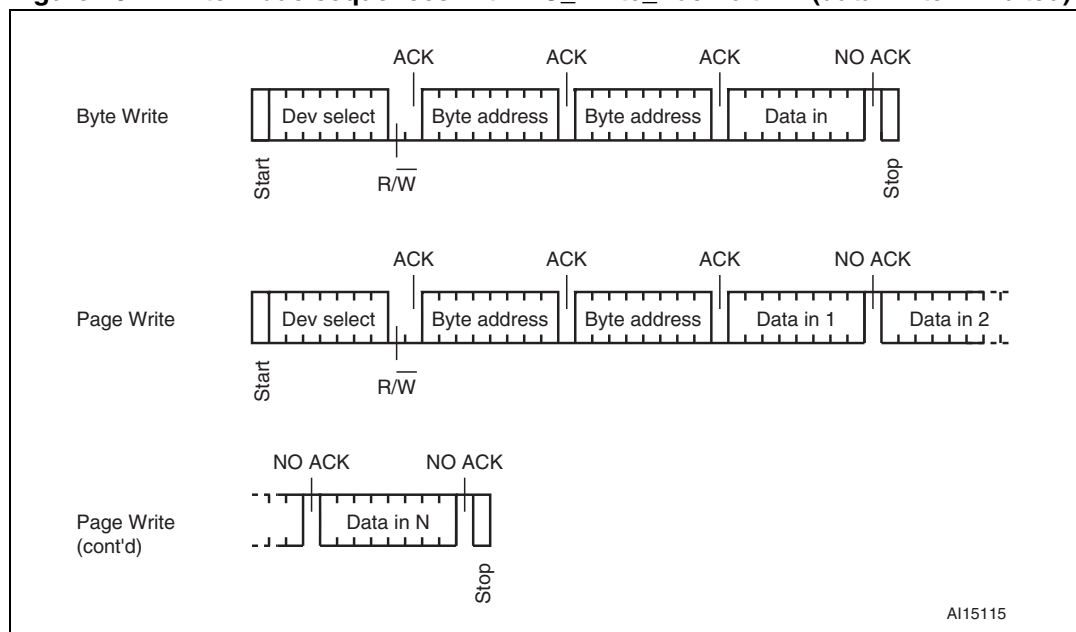 ACK ACK ACK NO ACK
Byte Write Dev select Byte address Byte address Data in
Start R/W̅ Stop
ACK ACK ACK NO ACK
Page Write Dev select Byte address Byte address Data in 1 Data in 2
Start R/W̅
NO ACK NO ACK
Page Write Data in N
(cont'd)
Stop
AI15115